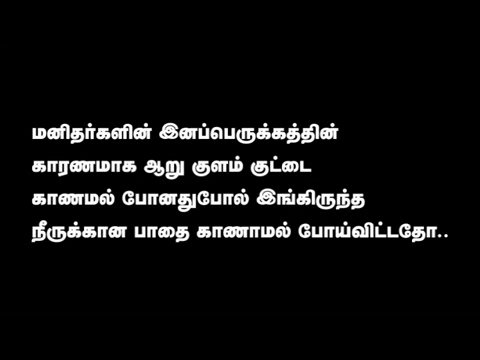 மனிதர்களின் இனப்பெருக்கத்தின்
காரணமாக ஆறு குளம் குட்டை
காணமல் போனதுபோல் இங்கிருந்த
நீருக்கான பாதை காணாமல் போய்விட்டதோ..